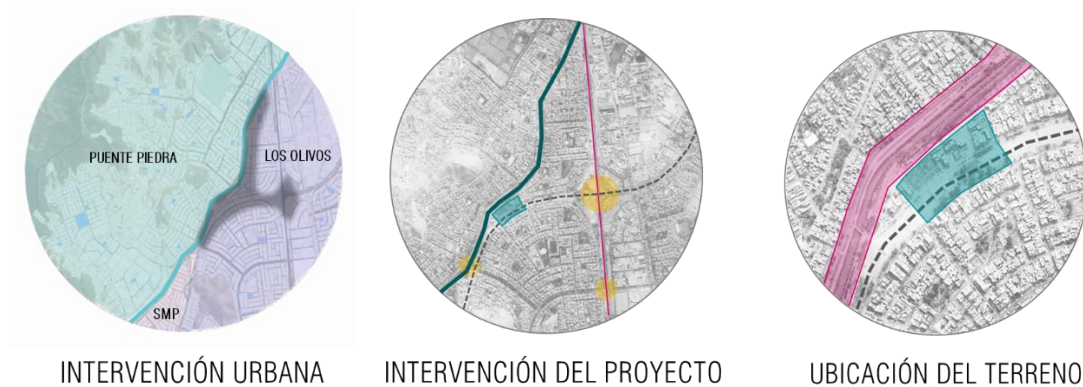 PUENTE PIEDRA
LOS OLIVOS
SMP
INTERVENCIÓN URBANA
INTERVENCIÓN DEL PROYECTO
UBICACIÓN DEL TERRENO